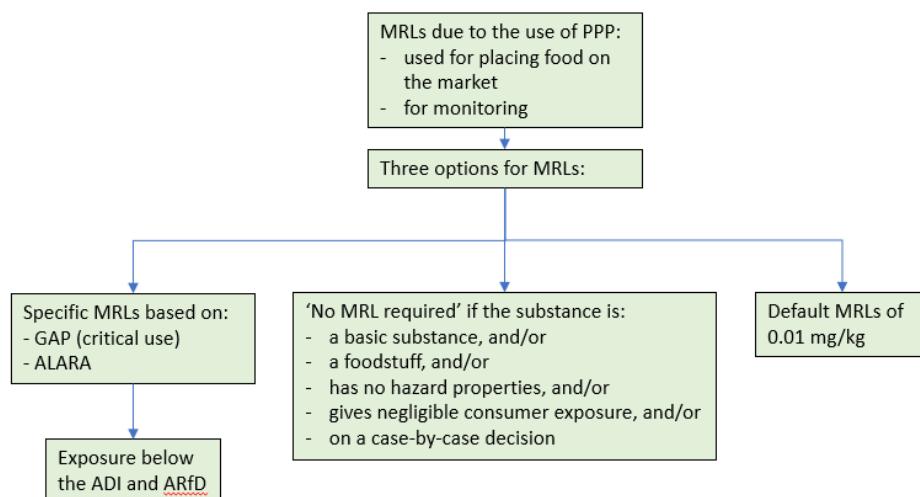 MRLs due to the use of PPP:
- used for placing food on
the market
- for monitoring
Three options for MRLs:
Specific MRLs based on:
- GAP (critical use)
- ALARA
'No MRL required' if the substance is:
- a basic substance, and/or
- a foodstuff, and/or
- has no hazard properties, and/or
- gives negligible consumer exposure, and/or
- on a case-by-case decision
Default MRLs of
0.01 mg/kg
Exposure below
the ADI and ARfD